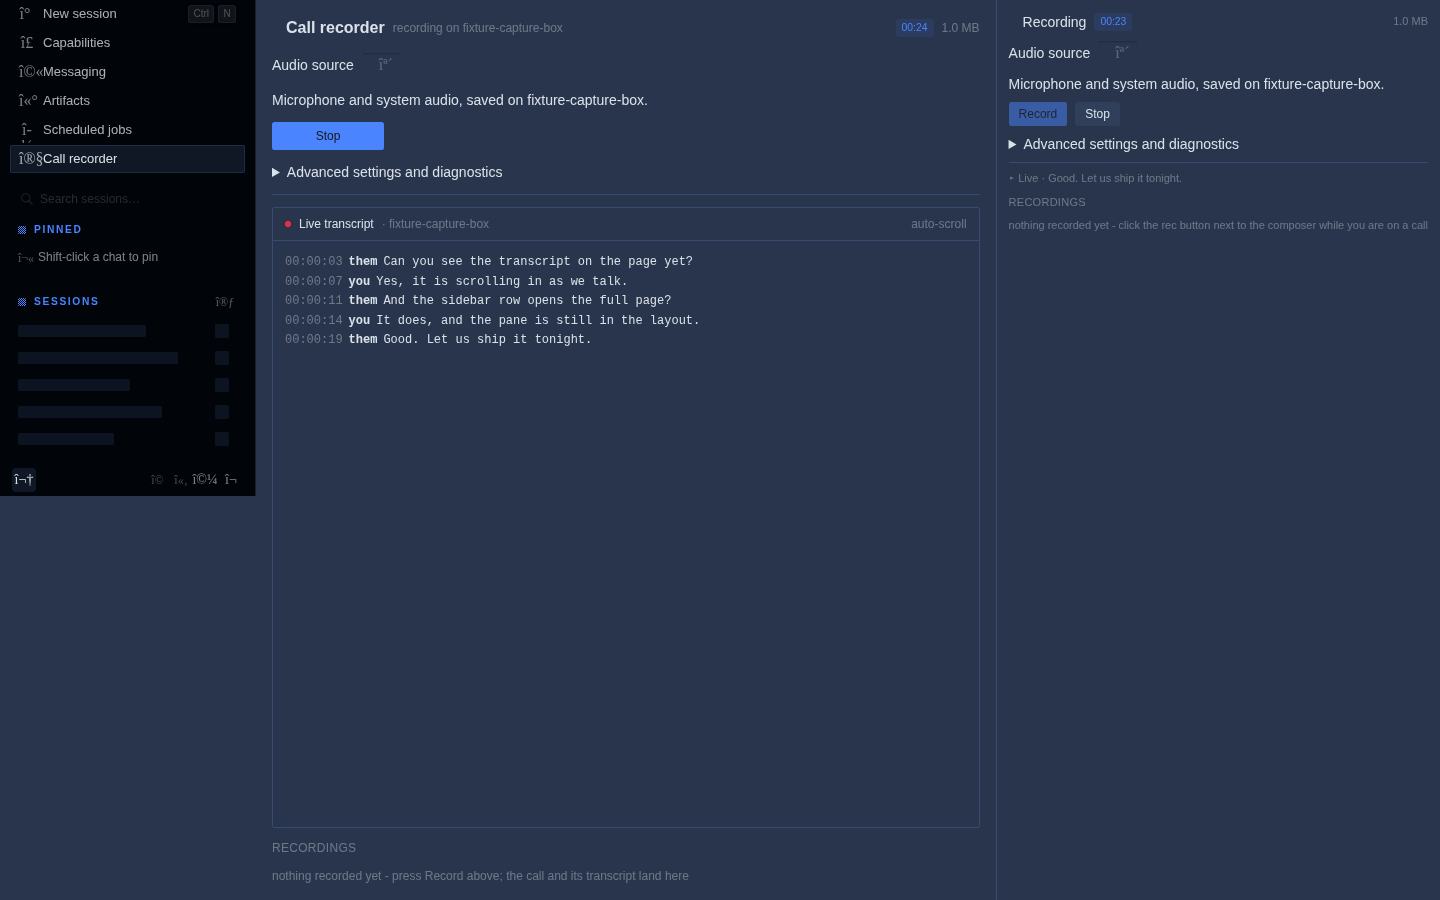 New session Ctrl N
Capabilities
Messaging
Artifacts
Scheduled jobs
Call recorder
Search sessions…
PINNED
Shift-click a chat to pin
SESSIONS
Call recorder recording on fixture-capture-box 00:24 1.0 MB
Audio source
Microphone and system audio, saved on fixture-capture-box.
Stop
Advanced settings and diagnostics
Live transcript · fixture-capture-box auto-scroll
00:00:03 them Can you see the transcript on the page yet?
00:00:07 you Yes, it is scrolling in as we talk.
00:00:11 them And the sidebar row opens the full page?
00:00:14 you It does, and the pane is still in the layout.
00:00:19 them Good. Let us ship it tonight.
RECORDINGS
nothing recorded yet - press Record above; the call and its transcript land here
Recording 00:23 1.0 MB
Audio source
Microphone and system audio, saved on fixture-capture-box.
Record Stop
Advanced settings and diagnostics
Live · Good. Let us ship it tonight.
RECORDINGS
nothing recorded yet - click the rec button next to the composer while you are on a call